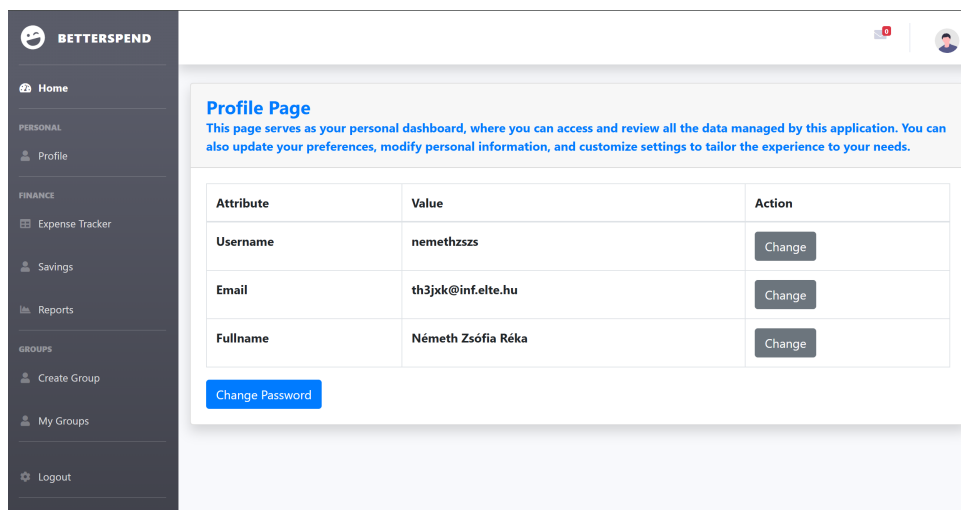 BETTERSPEND
0
Home
PERSONAL
Profile
FINANCE
Expense Tracker
Savings
Reports
GROUPS
Create Group
My Groups
Logout
Profile Page
This page serves as your personal dashboard, where you can access and review all the data managed by this application. You can
also update your preferences, modify personal information, and customize settings to tailor the experience to your needs.
Attribute Value Action
Username nemethzszs Change
Email th3jxk@inf.elte.hu Change
Fullname Németh Zsófia Réka Change
Change Password